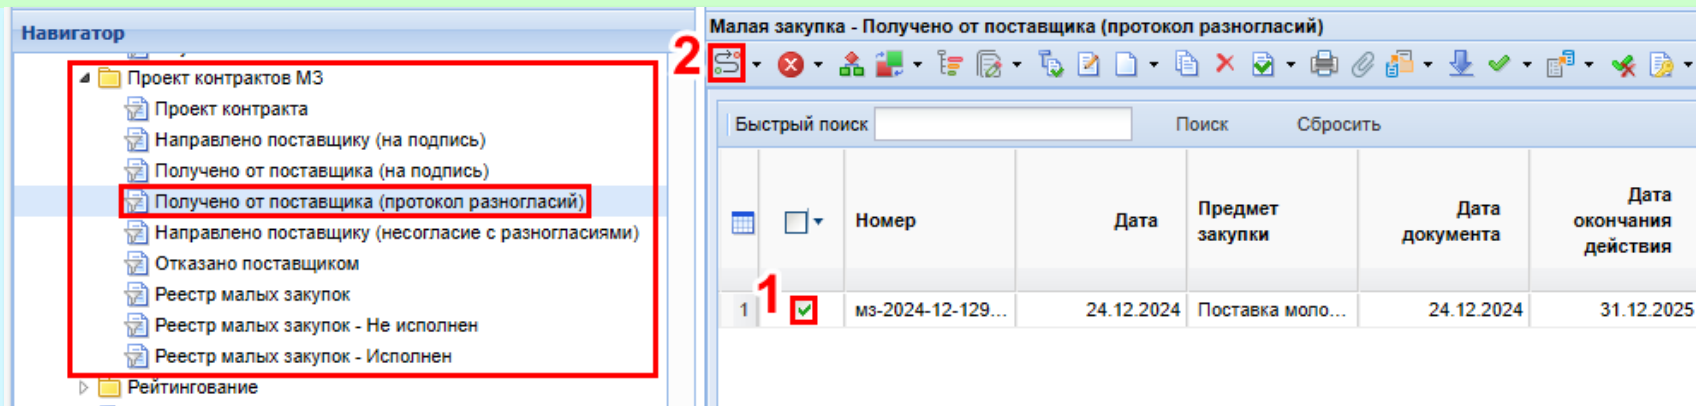 Навигатор
Проект контрактов МЗ
Проект контракта
Направлено поставщику (на подпись)
Получено от поставщика (на подпись)
Получено от поставщика (протокол разногласий)
Направлено поставщику (несогласие с разногласиями)
Отказано поставщиком
Реестр малых закупок
Реестр малых закупок - Не исполнен
Реестр малых закупок - Исполнен
Рейтингование
Малая закупка - Получено от поставщика (протокол разногласий)
2
Быстрый поиск Поиск Сбросить
Номер
Дата
Предмет
закупки
Дата
документа
Дата
окончания
действия
1
1 мз-2024-12-129... 24.12.2024 Поставка моло... 24.12.2024 31.12.2025